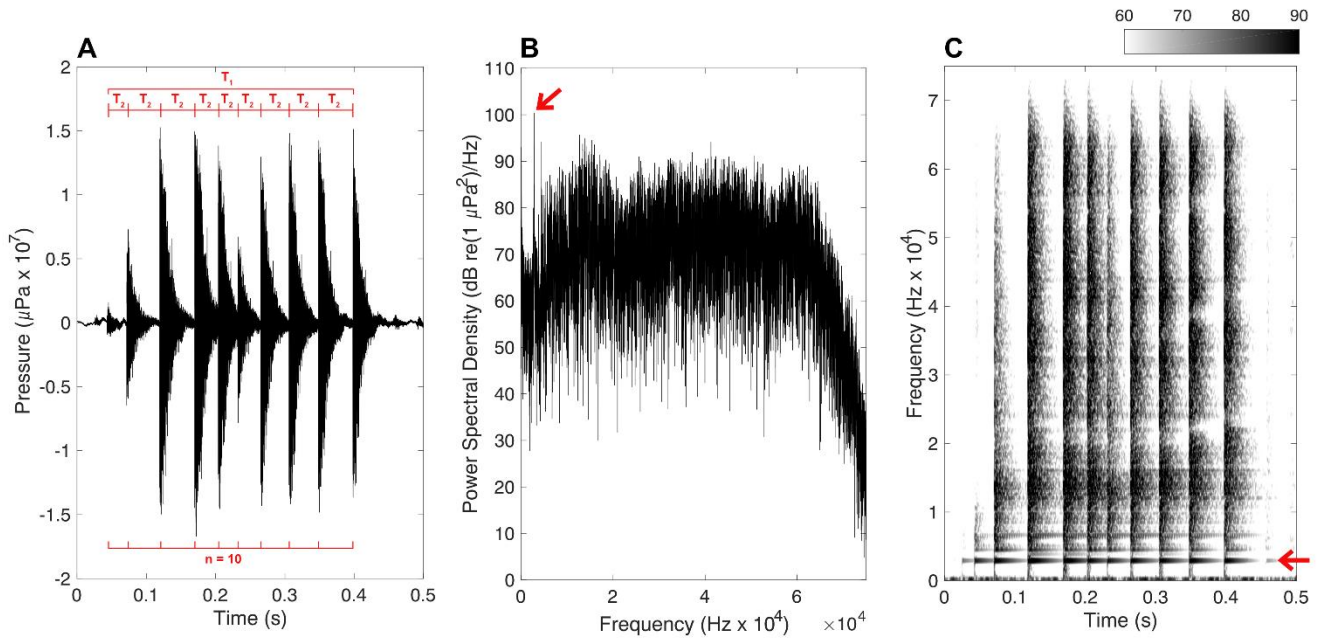 60 70 80 90
A
B
C
T1
T2 T2 T2 T2 T2 T2 T2 T2 T2
n = 10
2
1.5
1
0.5
0
-0.5
-1
-1.5
-2
Pressure (µPa x 10^7)
0 0.1 0.2 0.3 0.4 0.5
Time (s)
110
100
90
80
70
60
50
40
30
20
10
0
Power Spectral Density (dB re(1 µPa²)/Hz)
0 2 4 6
Frequency (Hz x 10^4) ×10^4
7
6
5
4
3
2
1
0
Frequency (Hz x 10^4)
0 0.1 0.2 0.3 0.4 0.5
Time (s)